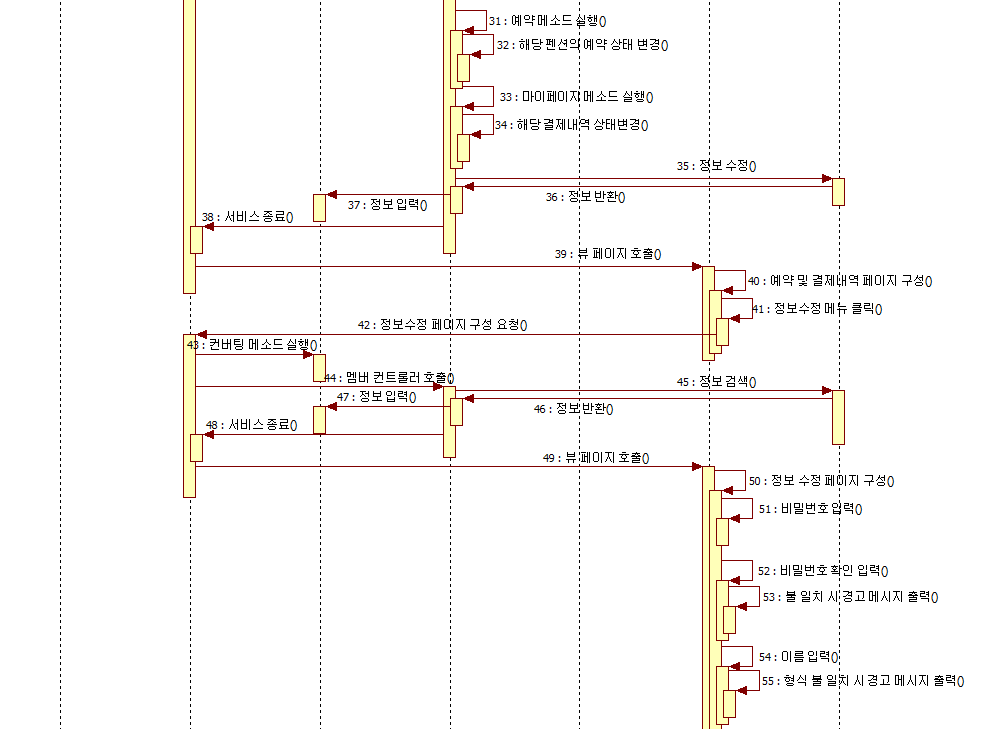 31 : 예약 메소드 실행()
32 : 해당 펜션의 예약 상태 변경()
33 : 마이페이지 메소드 실행()
34 : 해당 결제내역 상태변경()
35 : 정보 수정()
36 : 정보 반환()
37 : 정보 입력()
38 : 서비스 종료()
39 : 뷰 페이지 호출()
40 : 예약 및 결제내역 페이지 구성()
41 : 정보수정 메뉴 클릭()
42 : 정보수정 페이지 구성 요청()
43 : 컨버팅 메소드 실행()
44 : 멤버 컨트롤러 호출()
45 : 정보 검색()
46 : 정보 반환()
47 : 정보 입력()
48 : 서비스 종료()
49 : 뷰 페이지 호출()
50 : 정보 수정 페이지 구성()
51 : 비밀번호 입력()
52 : 비밀번호 확인 입력()
53 : 불 일치 시 경고 메시지 출력()
54 : 이름 입력()
55 : 형식 불 일치 시 경고 메시지 출력()